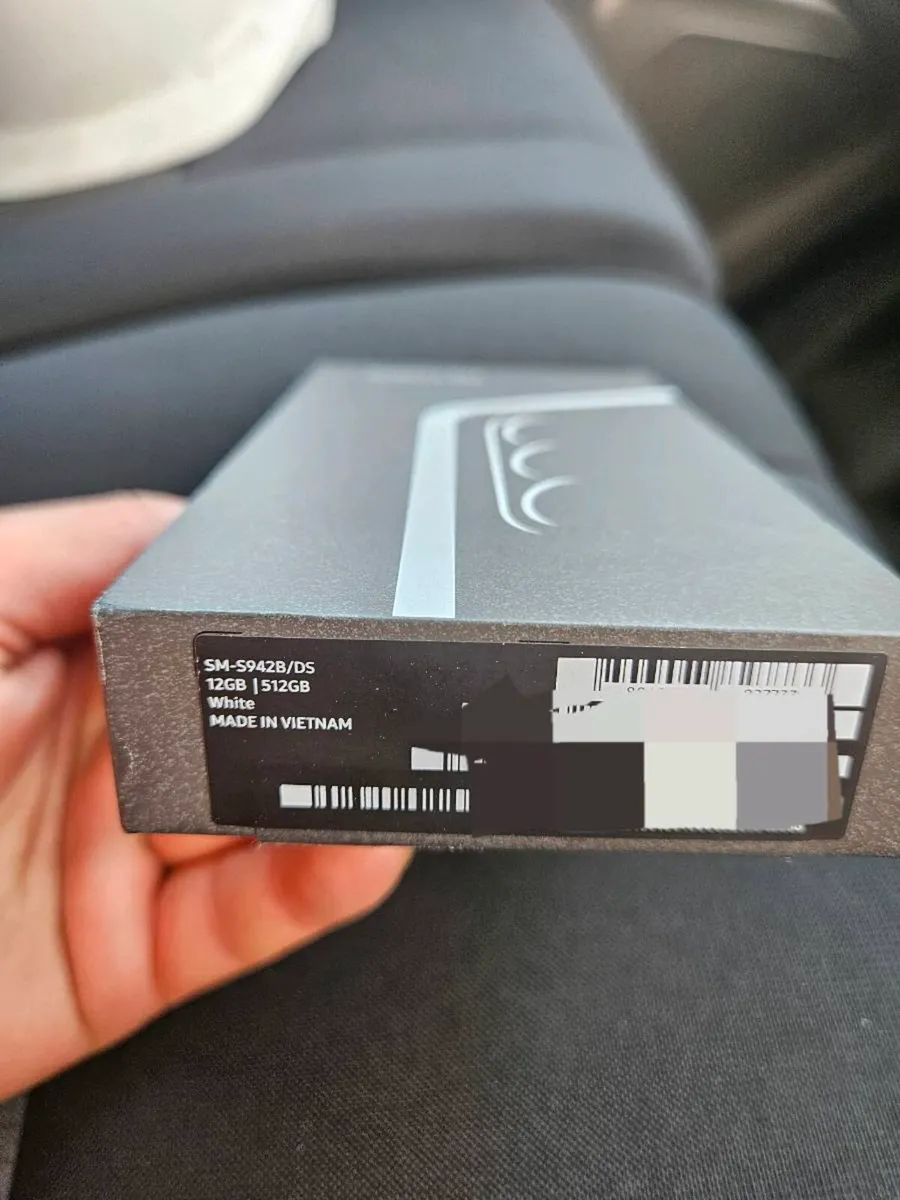 SM-S942B/DS
12GB | 512GB
White
MADE IN VIETNAM